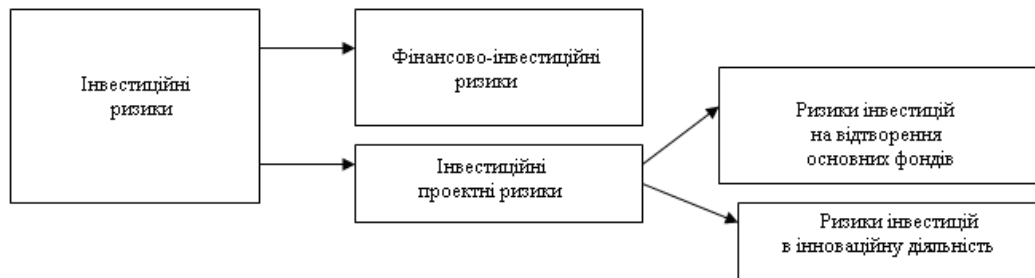 Інвестиційні
ризики
Фінансово-інвестиційні
ризики
Інвестиційні
проектні ризики
Ризики інвестицій
на відтворення
основних фондів
Ризики інвестицій
в інноваційну діяльність